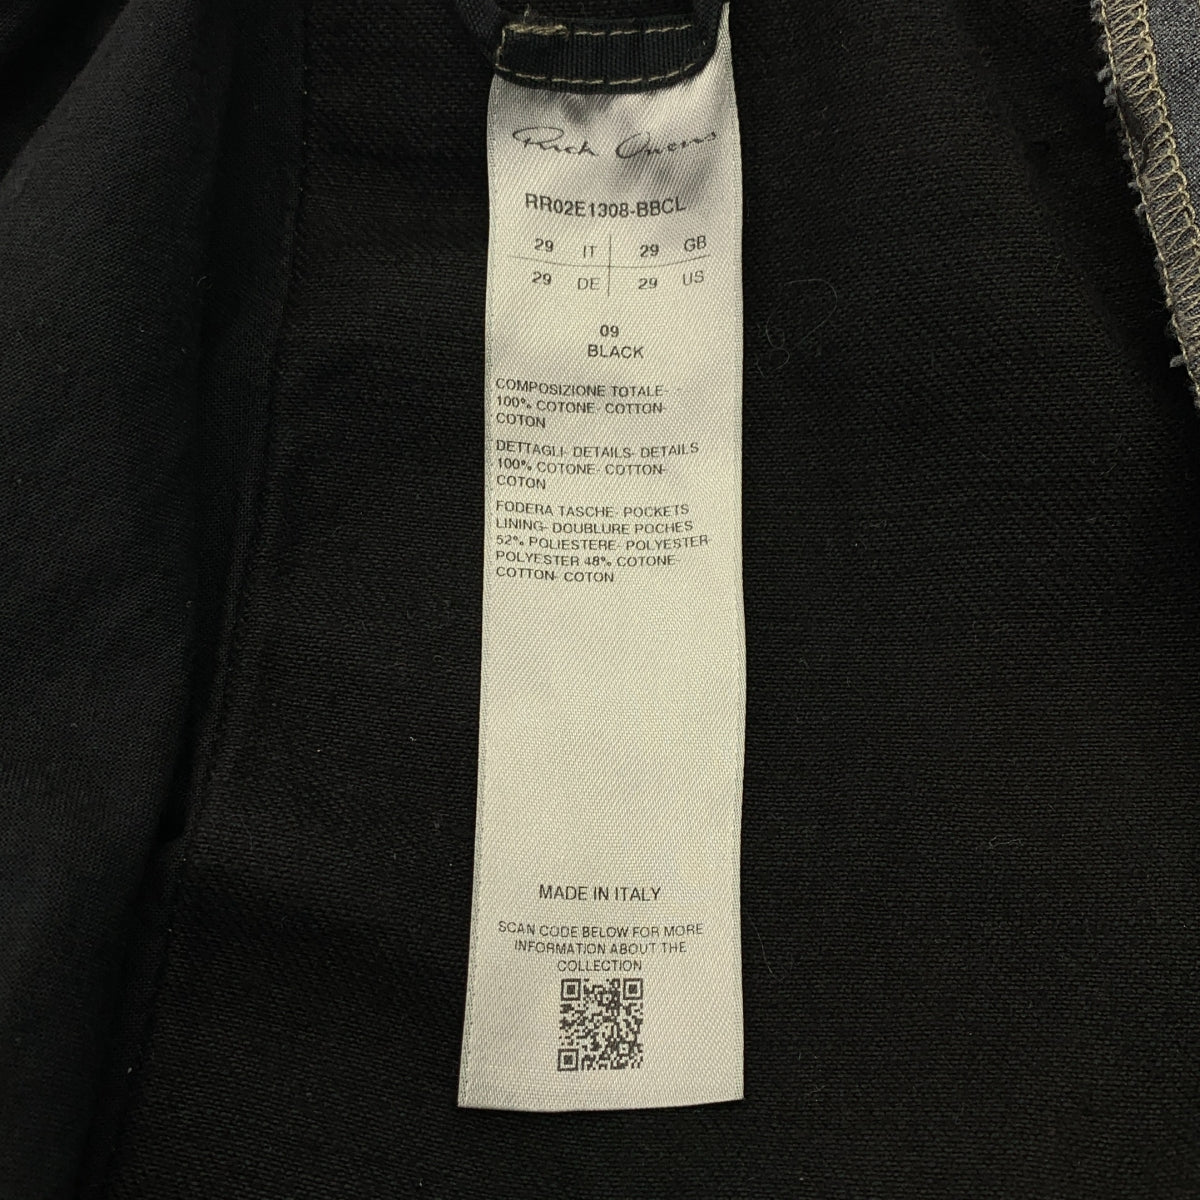 Rick Owens
RR02E1308-BBCL
29 IT 29 GB
29 DE 29 US
09
BLACK
COMPOSIZIONE TOTALE- -
100% COTONE- COTTON-
COTON
DETTAGLI- DETAILS- DETAILS
100% COTONE- COTTON-
COTON
FODERA TASCHE- POCKETS
LINING- DOUBLURE POCHES
52% POLIESTERE- POLYESTER-
POLYESTER 48% COTONE-
COTTON- COTON
MADE IN ITALY
SCAN CODE BELOW FOR MORE
INFORMATION ABOUT THE
COLLECTION